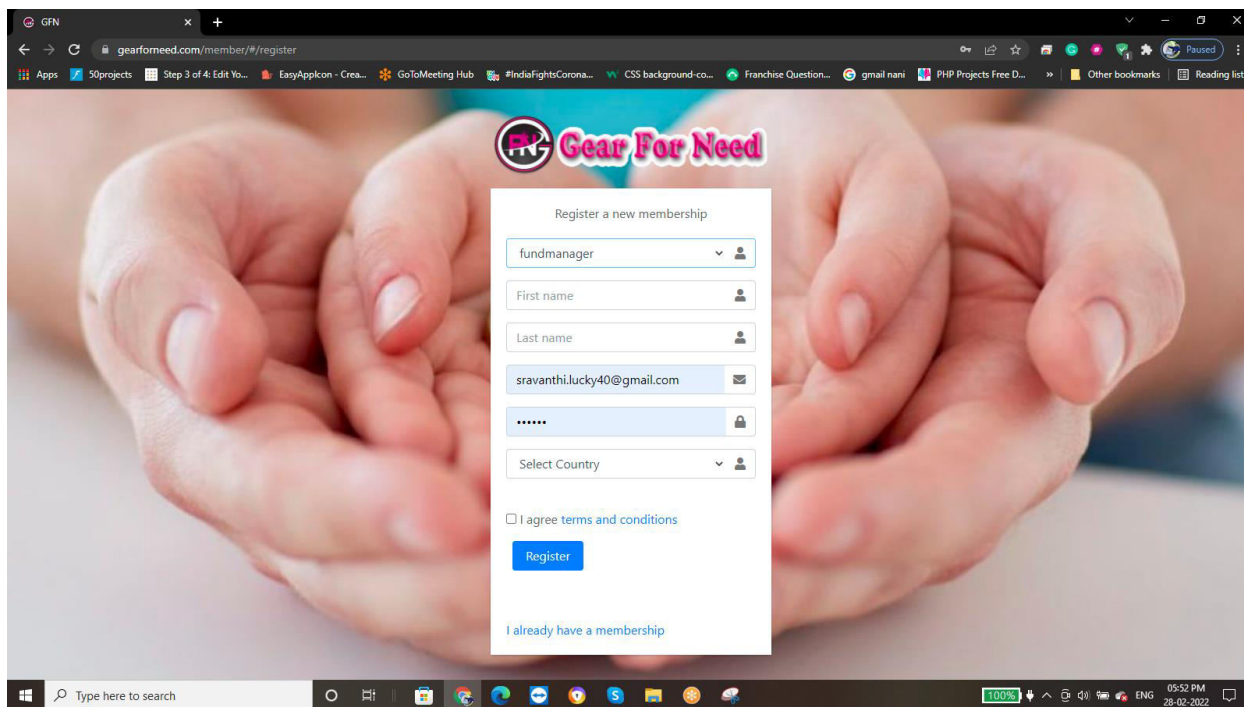 GFN
gearforneed.com/member/#/register
Paused
Apps 50projects Step 3 of 4: Edit Yo... EasyAppIcon - Crea... GoToMeeting Hub #IndiaFightsCorona... CSS background-co... Franchise Question... gmail nani PHP Projects Free D... » Other bookmarks Reading list
FNG Gear For Need
Register a new membership
fundmanager
First name
Last name
sravanthi.lucky40@gmail.com
••••••
Select Country
I agree terms and conditions
Register
I already have a membership
Type here to search
100% ENG 05:52 PM
28-02-2022